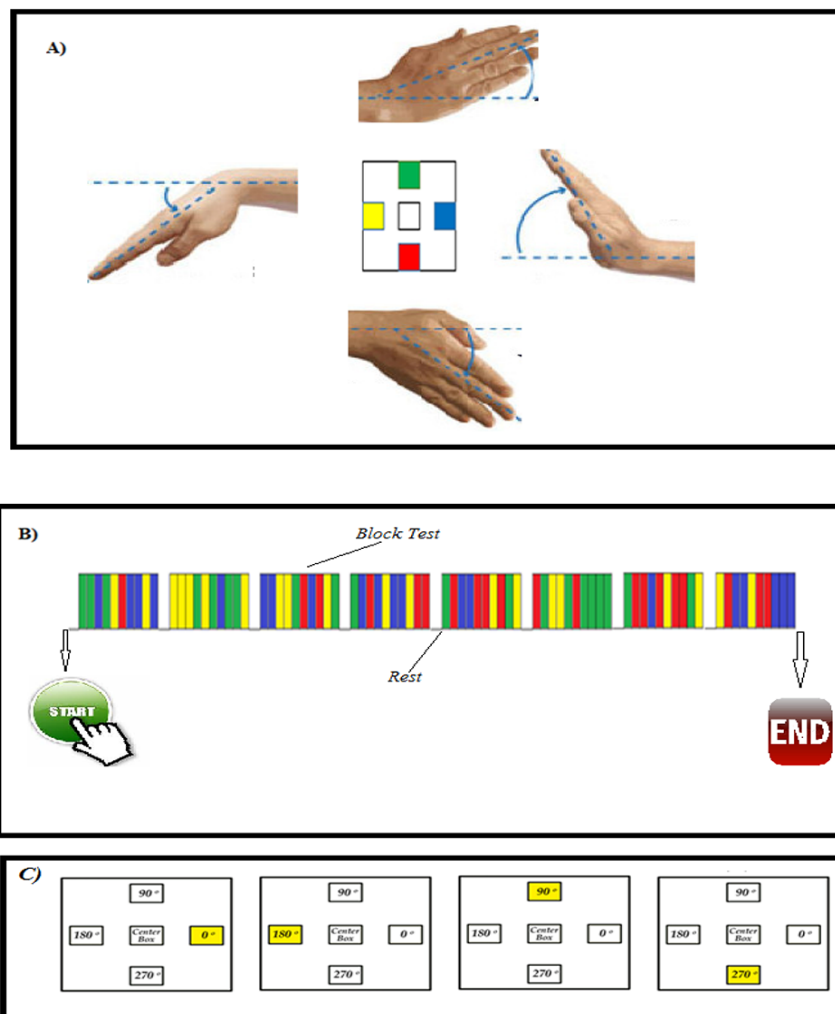 A)
B)
Block Test
Rest
START
END
C)
90 º
180 º
Center
Box
0 º
270 º
90 º
180 º
Center
Box
0 º
270 º
90 º
180 º
Center
Box
0 º
270 º
90 º
180 º
Center
Box
0 º
270 º